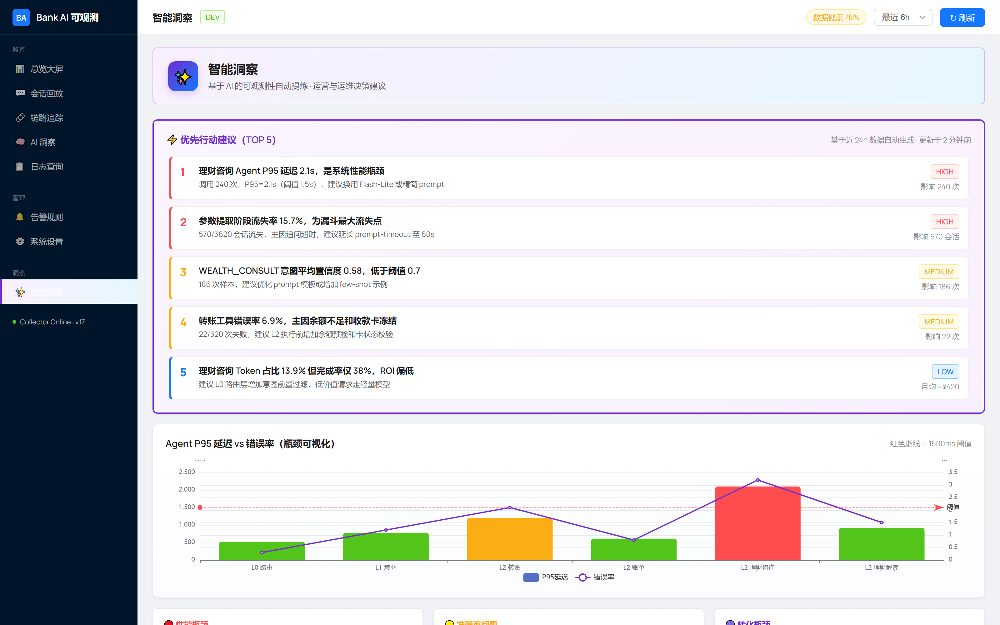 BA Bank AI 可观测
监控
📊 总览大屏
💬 会话回放
🔗 链路追踪
🧠 AI 洞察
📋 日志查询
管理
🔔 告警规则
⚙ 系统设置
洞察
✨ 智能洞察
Collector Online · v17
智能洞察 DEV
数据健康 78% 最近 6h ↻ 刷新
智能洞察
基于 AI 的可观测性自动提炼 · 运营与运维决策建议
⚡ 优先行动建议（TOP 5）
基于近 24h 数据自动生成 · 更新于 2 分钟前
1 理财咨询 Agent P95 延迟 2.1s，是系统性能瓶颈 HIGH
调用 240 次，P95=2.1s（阈值 1.5s），建议换用 Flash-Lite 或精简 prompt 影响 240 次
2 参数提取阶段流失率 15.7%，为漏斗最大流失点 HIGH
570/3620 会话流失，主因追问超时，建议延长 prompt-timeout 至 60s 影响 570 会话
3 WEALTH_CONSULT 意图平均置信度 0.58，低于阈值 0.7 MEDIUM
186 次样本，建议优化 prompt 模板或增加 few-shot 示例 影响 186 次
4 转账工具错误率 6.9%，主因余额不足和收款卡冻结 MEDIUM
22/320 次失败，建议 L2 执行前增加余额预检和卡状态校验 影响 22 次
5 理财咨询 Token 占比 13.9% 但完成率仅 38%，ROI 偏低 LOW
建议 L0 路由层增加意图前置过滤，低价值请求走轻量模型 月均 ~¥420
Agent P95 延迟 vs 错误率（瓶颈可视化）
红色虚线 = 1500ms 阈值
2,500 3.5
3
2,000
2.5
1,500 阈值
2
1,000 1.5
1
500 0.5
0 0
L0 路由 L1 意图 L2 转账 L2 账单 L2 理财咨询 L2 理财解读
P95延迟 错误率
性能瓶颈 准确率问题 转化瓶颈